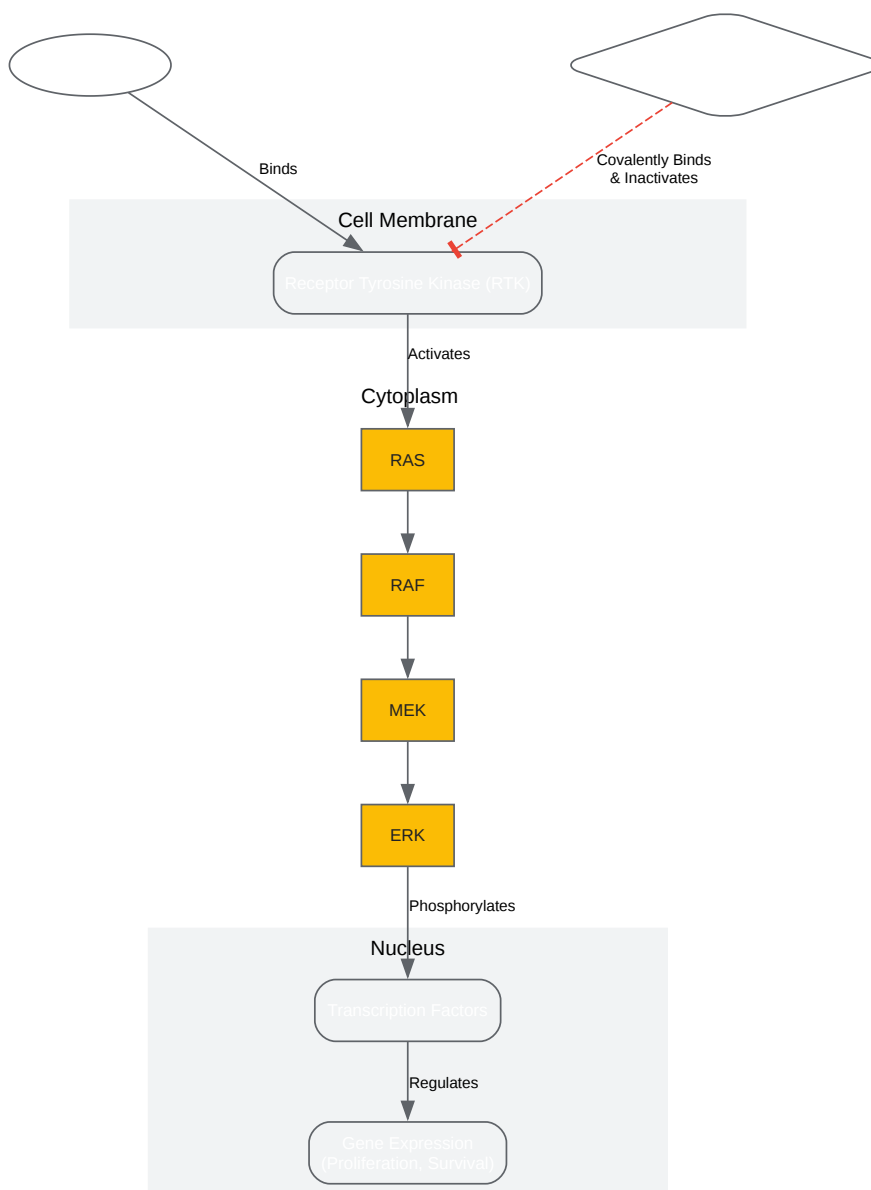 Binds
Covalently Binds
& Inactivates
Cell Membrane
Receptor Tyrosine Kinase (RTK)
Activates
Cytoplasm
RAS
RAF
MEK
ERK
Phosphorylates
Nucleus
Transcription Factors
Regulates
Gene Expression
(Proliferation, Survival)